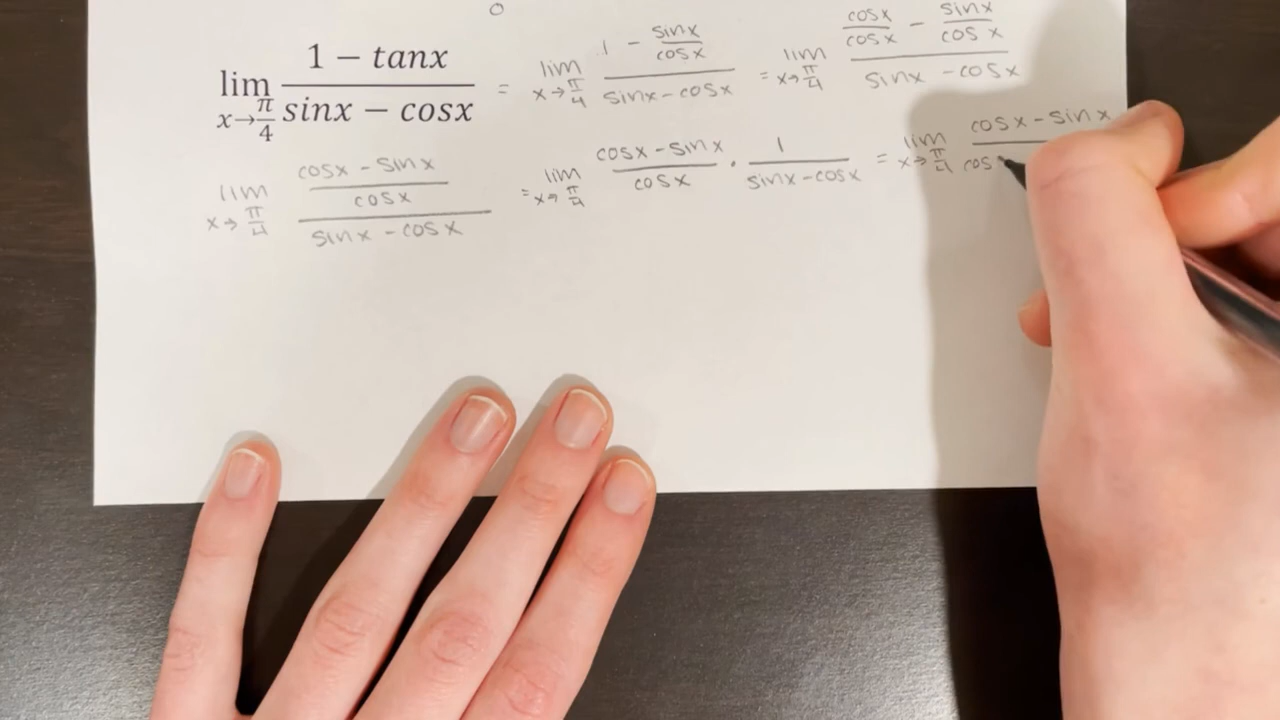 0
lim x→π/4 (1 − tanx)/(sinx − cosx) = lim x→π/4 (1 − sinx/cosx)/(sinx − cosx) = lim x→π/4 (cosx/cosx − sinx/cosx)/(sinx − cosx)
lim x→π/4 ((cosx − sinx)/cosx)/(sinx − cosx) = lim x→π/4 (cosx − sinx)/cosx · 1/(sinx − cosx) = lim x→π/4 (cosx − sinx)/cos